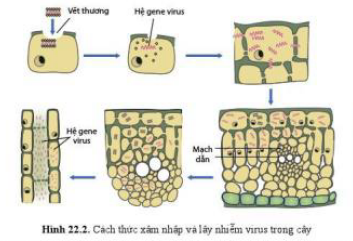 Vết thương
Hệ gene virus
Hệ gene
virus
Mạch
dẫn
Hình 22.2. Cách thức xâm nhập và lây nhiễm virus trong cây